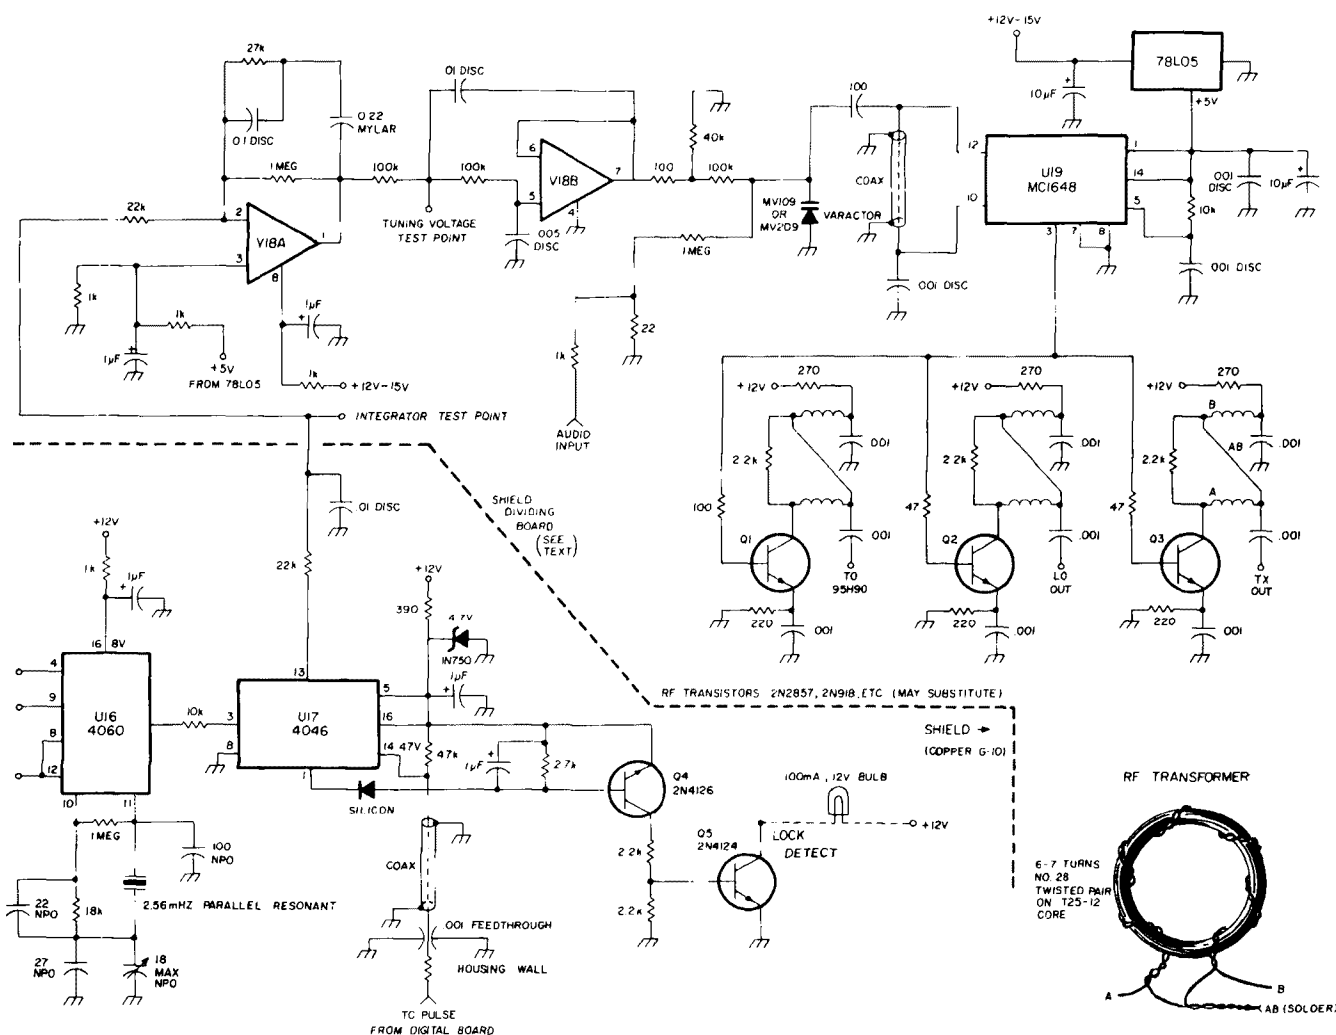 27k
.01 DISC
0.1 DISC
0.22
MYLAR
1 MEG
100k
100k
22k
2
V18A
1
3
8
TUNING VOLTAGE
TEST POINT
6
V18B
7
5
4
.005
DISC
100
40k
100k
1 MEG
22
1k
AUDIO
INPUT
MV109
OR
MV209
VARACTOR
100
COAX
.001 DISC
+12V-15V
78L05
10µF
+5V
12
10
U19
MC1648
1
14
5
3
7
8
.001
DISC
10µF
10k
.001 DISC
1k
1k
1µF
+5V
FROM 78L05
1µF
1k
+12V-15V
INTEGRATOR TEST POINT
+12V
270
.001
2.2k
100
Q1
.001
TO
95H90
220
.001
+12V
270
.001
2.2k
47
Q2
.001
LO
OUT
220
.001
+12V
270
B
.001
AB
2.2k
A
47
Q3
.001
TX
OUT
220
.001
SHIELD
DIVIDING
BOARD
(SEE
TEXT)
.01 DISC
22k
+12V
1k
1µF
16
8V
4
9
8
12
10
11
U16
4060
10k
3
8
13
U17
4046
5
16
14
1
+12V
390
4.7V
1N750
1µF
47V
47k
1µF
2.7k
SILICON
Q4
2N4126
2.2k
2.2k
Q5
2N4124
100mA, 12V BULB
+12V
LOCK
DETECT
RF TRANSISTORS 2N2857, 2N918, ETC (MAY SUBSTITUTE)
SHIELD →
(COPPER G-10)
1MEG
100
NPO
22
NPO
18k
2.56mHZ PARALLEL RESONANT
27
NPO
18
MAX
NPO
COAX
.001 FEEDTHROUGH
HOUSING WALL
TC PULSE
FROM DIGITAL BOARD
RF TRANSFORMER
6-7 TURNS
NO. 28
TWISTED PAIR
ON T25-12
CORE
A
B
AB (SOLDER)